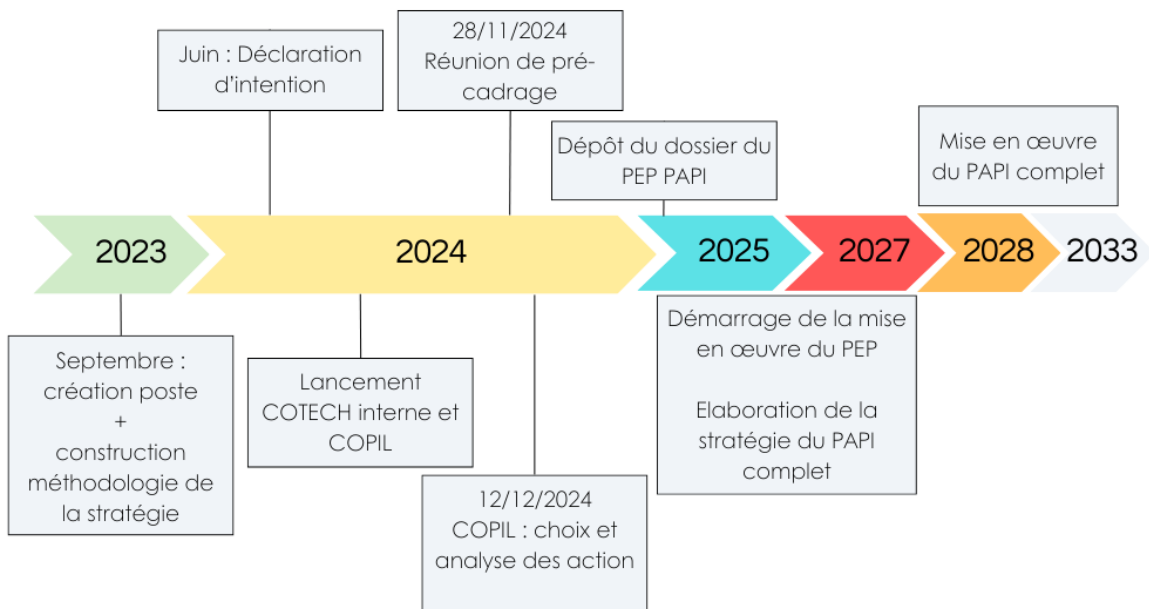 Juin : Déclaration
d'intention
28/11/2024
Réunion de pré-
cadrage
Dépôt du dossier du
PEP PAPI
Mise en œuvre
du PAPI complet
2023
2024
2025
2027
2028
2033
Septembre :
création poste
+
construction
méthodologie de
la stratégie
Lancement
COTECH interne et
COPIL
12/12/2024
COPIL : choix et
analyse des action
Démarrage de la mise
en œuvre du PEP
Elaboration de la
stratégie du PAPI
complet